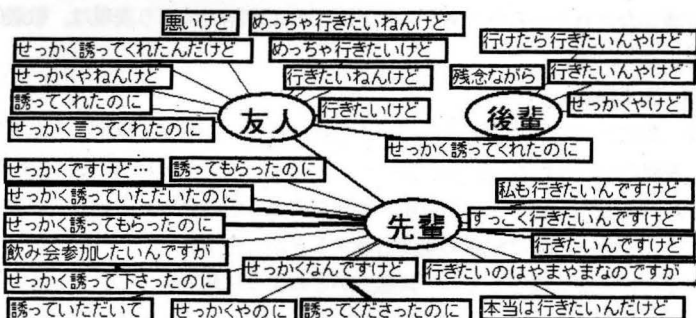 悪いけど
めっちゃ行きたいねんけど
せっかく誘ってくれたんだけど
めっちゃ行きたいけど
行けたら行きたいんやけど
せっかくやねんけど
行きたいねんけど
残念ながら
行きたいんやけど
誘ってくれたのに
行きたいけど
せっかくやけど
友人
後輩
せっかく言ってくれたのに
せっかく誘ってくれたのに
せっかくですけど…
誘ってもらったのに
せっかく誘っていただいたのに
私も行きたいんですけど
せっかく誘ってもらったのに
先輩
すっごく行きたいんですけど
飲み会参加したいんですが
行きたいんですけど
せっかく誘って下さったのに
せっかくなんですけど
行きたいのはやまやまなのですが
誘っていただいて
せっかくやのに
誘ってくださったのに
本当は行きたいんだけど